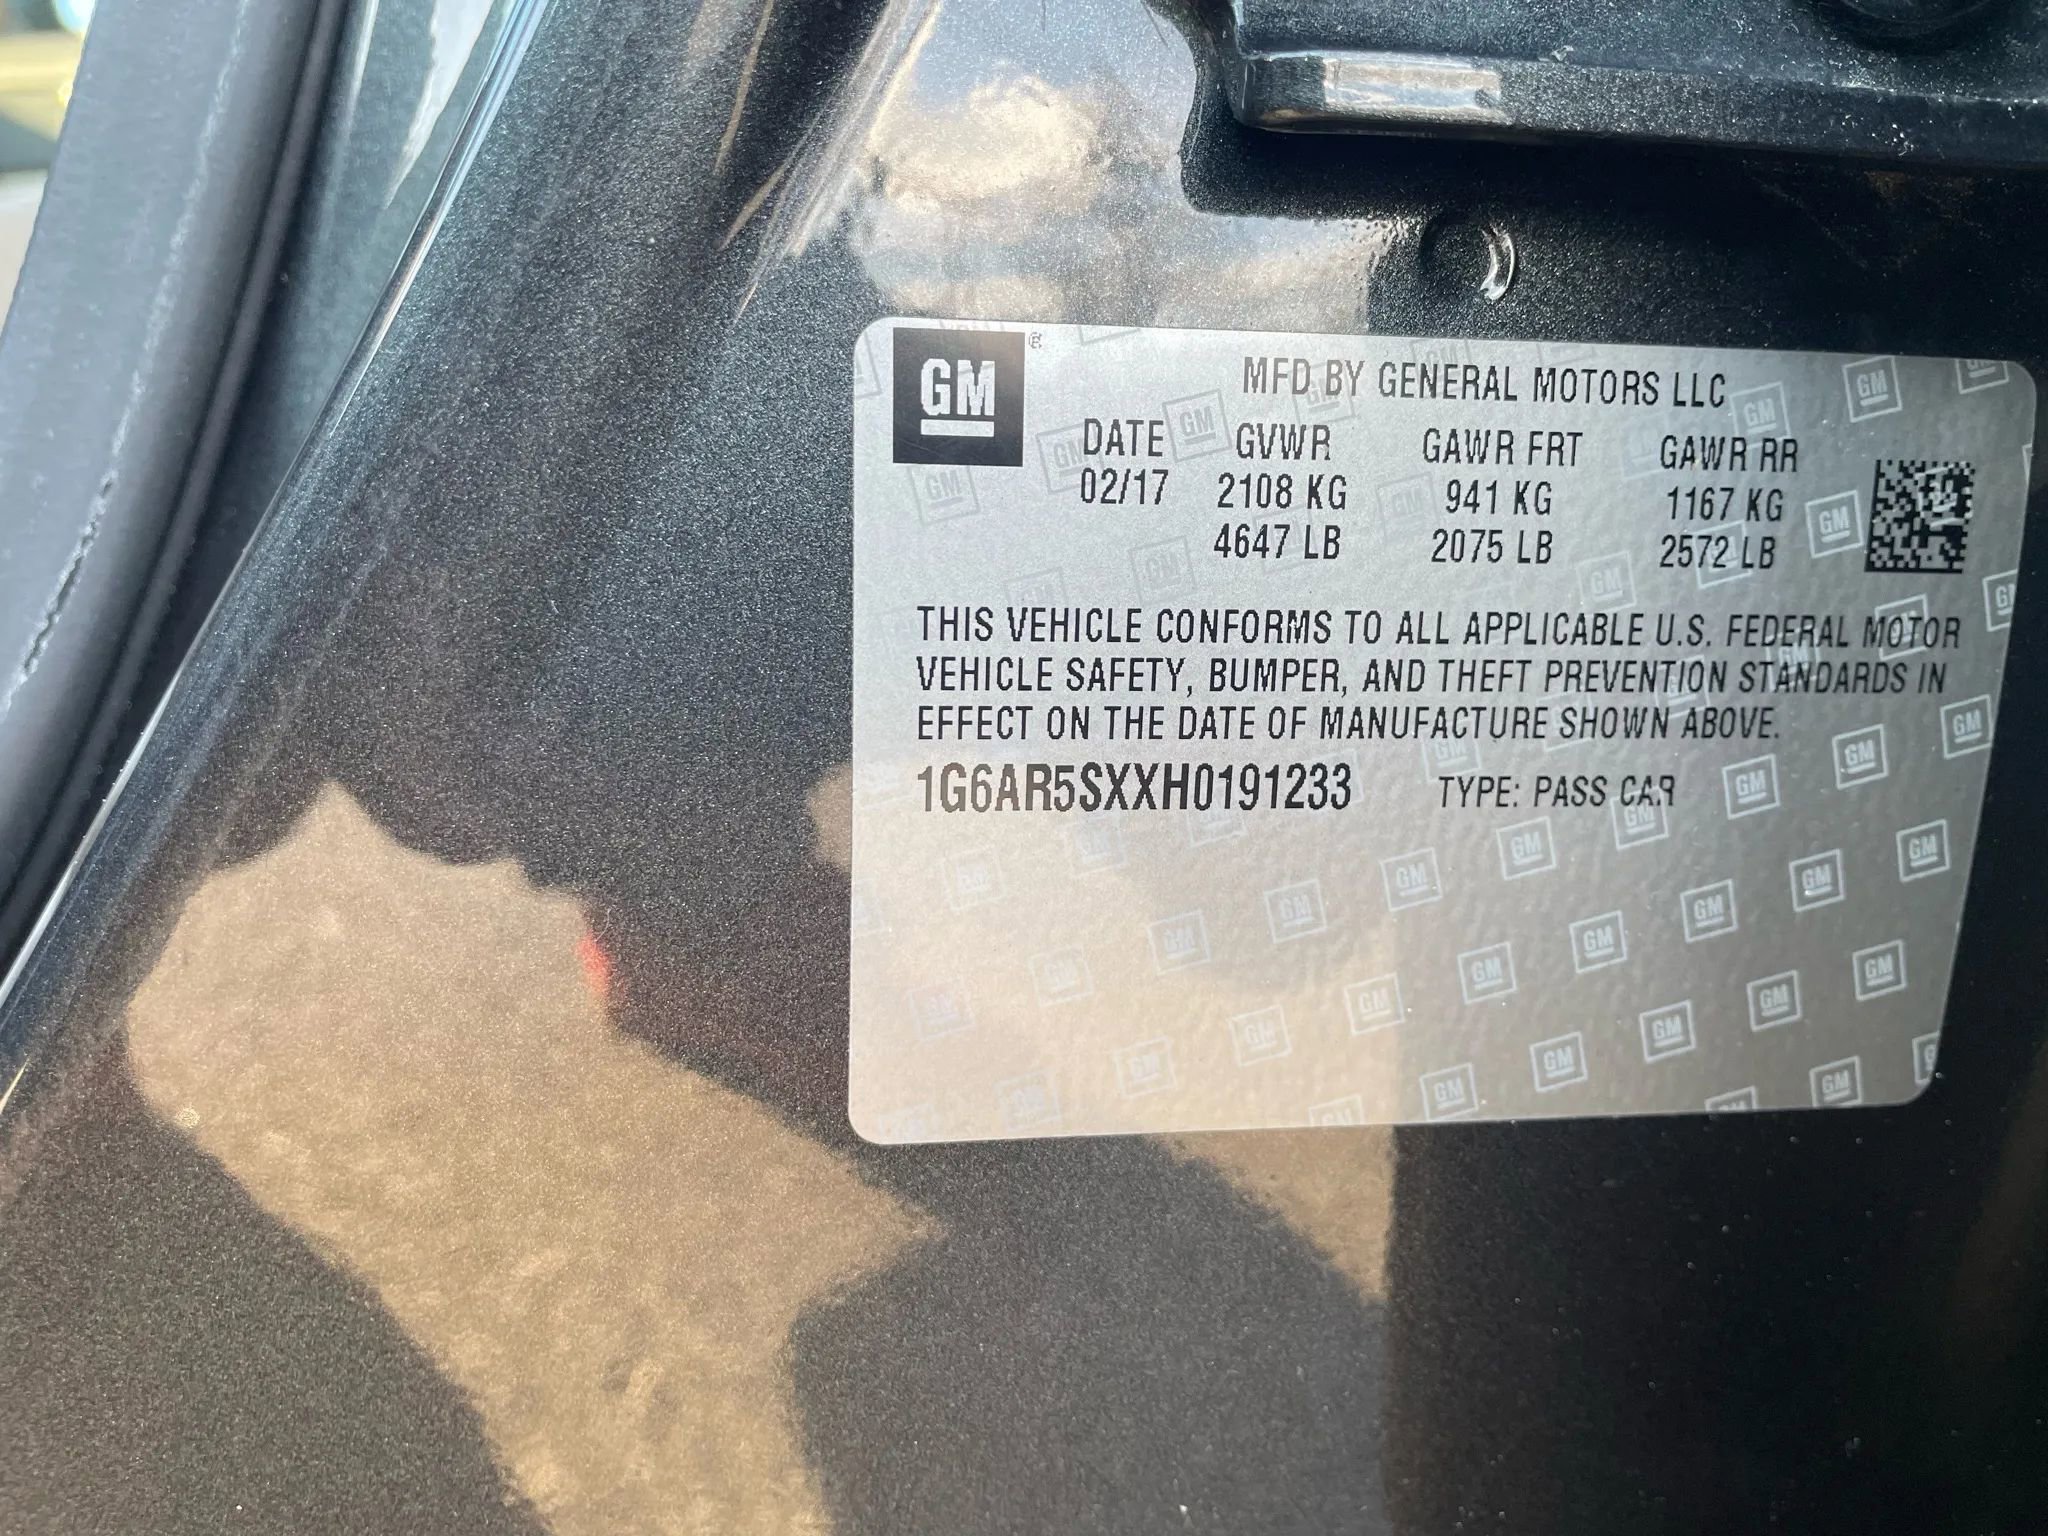 GM
MFD BY GENERAL MOTORS LLC
DATE GVWR GAWR FRT GAWR RR
02/17 2108 KG 941 KG 1167 KG
4647 LB 2075 LB 2572 LB
THIS VEHICLE CONFORMS TO ALL APPLICABLE U.S. FEDERAL MOTOR
VEHICLE SAFETY, BUMPER, AND THEFT PREVENTION STANDARDS IN
EFFECT ON THE DATE OF MANUFACTURE SHOWN ABOVE.
1G6AR5SXXH0191233 TYPE: PASS CAR